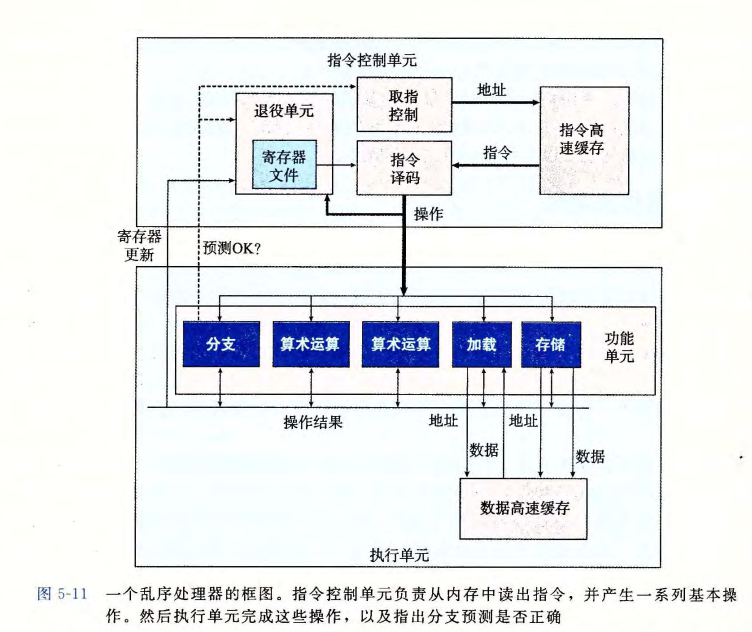 指令控制单元
取指
控制
地址
退役单元
指令高
速缓存
寄存器
文件
指令
译码
指令
操作
寄存器
更新
预测OK?
分支
算术运算
算术运算
加载
存储
功能
单元
操作结果
地址
地址
数据
数据
数据高速缓存
执行单元
图 5-11 一个乱序处理器的框图。指令控制单元负责从内存中读出指令，并产生一系列基本操
作。然后执行单元完成这些操作，以及指出分支预测是否正确